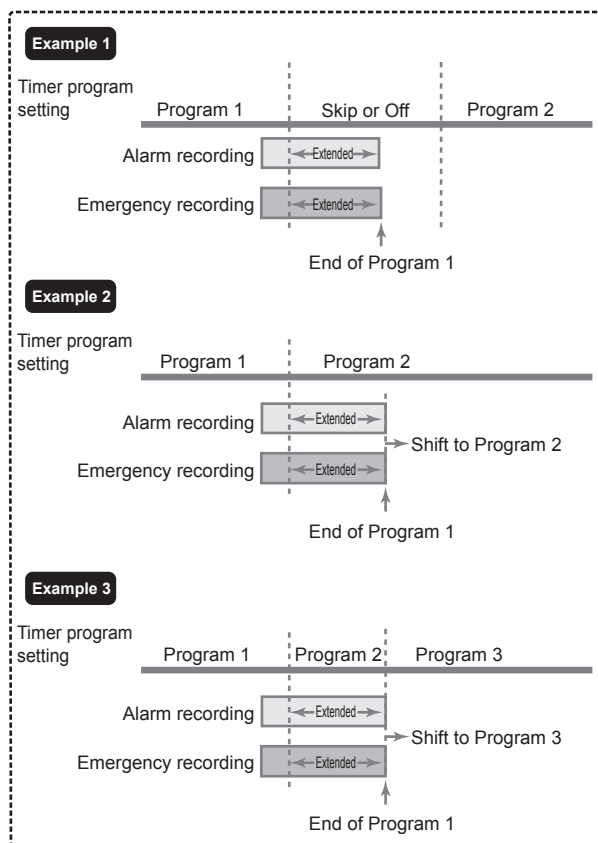 Example 1
Timer program
setting
Program 1 Skip or Off Program 2
Alarm recording Extended
Emergency recording Extended
End of Program 1
Example 2
Timer program
setting
Program 1 Program 2
Alarm recording Extended
Shift to Program 2
Emergency recording Extended
End of Program 1
Example 3
Timer program
setting
Program 1 Program 2 Program 3
Alarm recording Extended
Shift to Program 3
Emergency recording Extended
End of Program 1